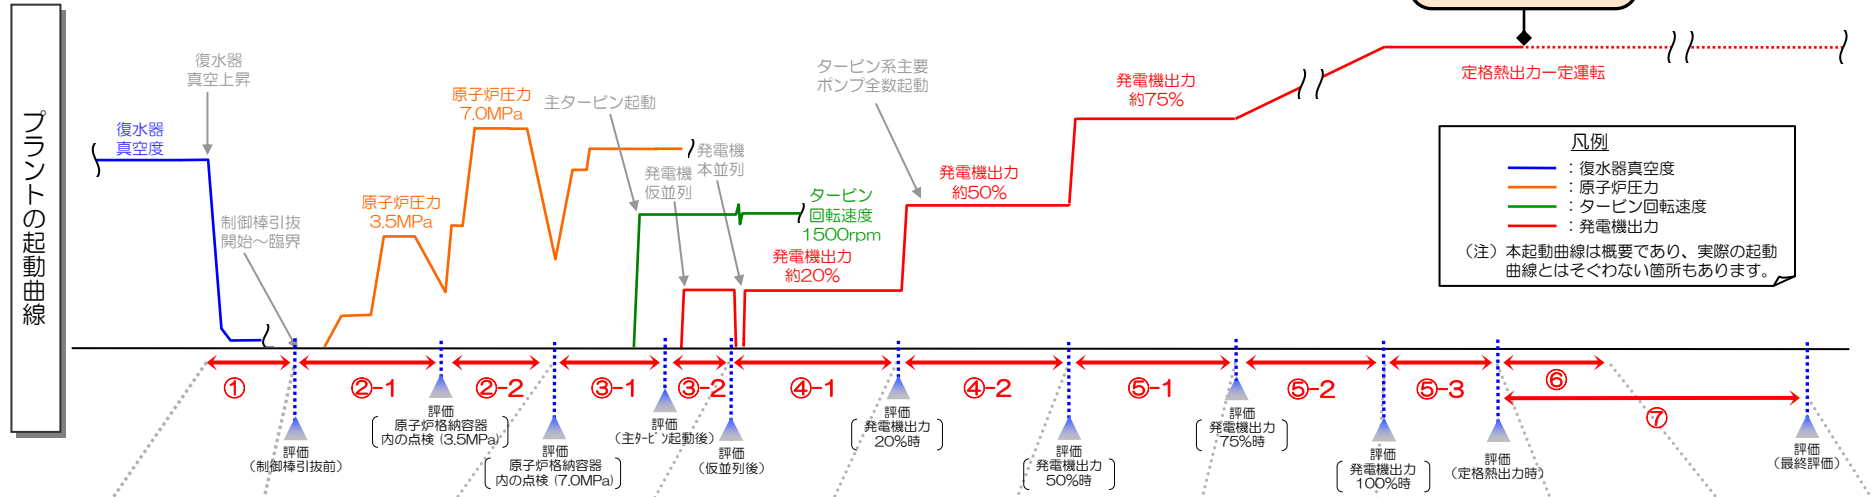 プラントの起動曲線
復水器
真空上昇
復水器
真空度
制御棒引抜
開始～臨界
原子炉圧力
3.5MPa
原子炉圧力
7.0MPa
主タービン起動
発電機
仮並列
発電機
本並列
タービン
回転速度
1500rpm
発電機出力
約20%
タービン系主要
ポンプ全数起動
発電機出力
約50%
発電機出力
約75%
定格熱出力一定運転
凡例
：復水器真空度
：原子炉圧力
：タービン回転速度
：発電機出力
（注）本起動曲線は概要であり、実際の起動
曲線とはそぐわない箇所もあります。
①
②-1
②-2
③-1
③-2
④-1
④-2
⑤-1
⑤-2
⑤-3
⑥
⑦
評価
（制御棒引抜前）
評価
原子炉格納容器
内の点検 (3.5MPa)
評価
原子炉格納容器
内の点検 (7.0MPa)
評価
（主ﾀｰﾋﾞﾝ起動後）
評価
（仮並列後）
評価
発電機出力
20%時
評価
発電機出力
50%時
評価
発電機出力
75%時
評価
発電機出力
100%時
評価
（定格熱出力時）
評価
（最終評価）